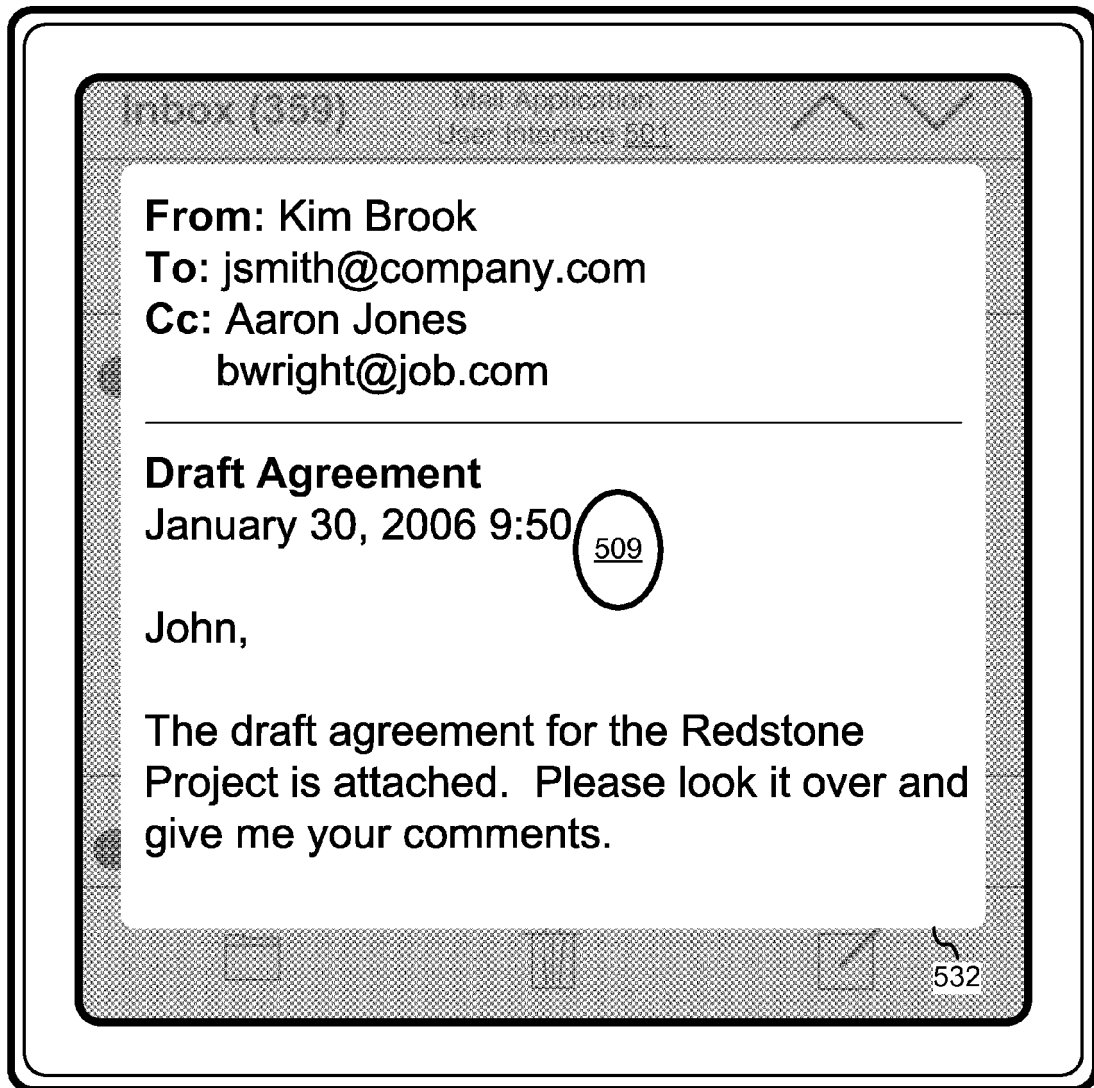 Inbox (359)
Mail Application
User Interface 501
From: Kim Brook
To: jsmith@company.com
Cc: Aaron Jones
bwright@job.com
Draft Agreement
January 30, 2006 9:50
509
John,
The draft agreement for the Redstone
Project is attached.  Please look it over and
give me your comments.
532